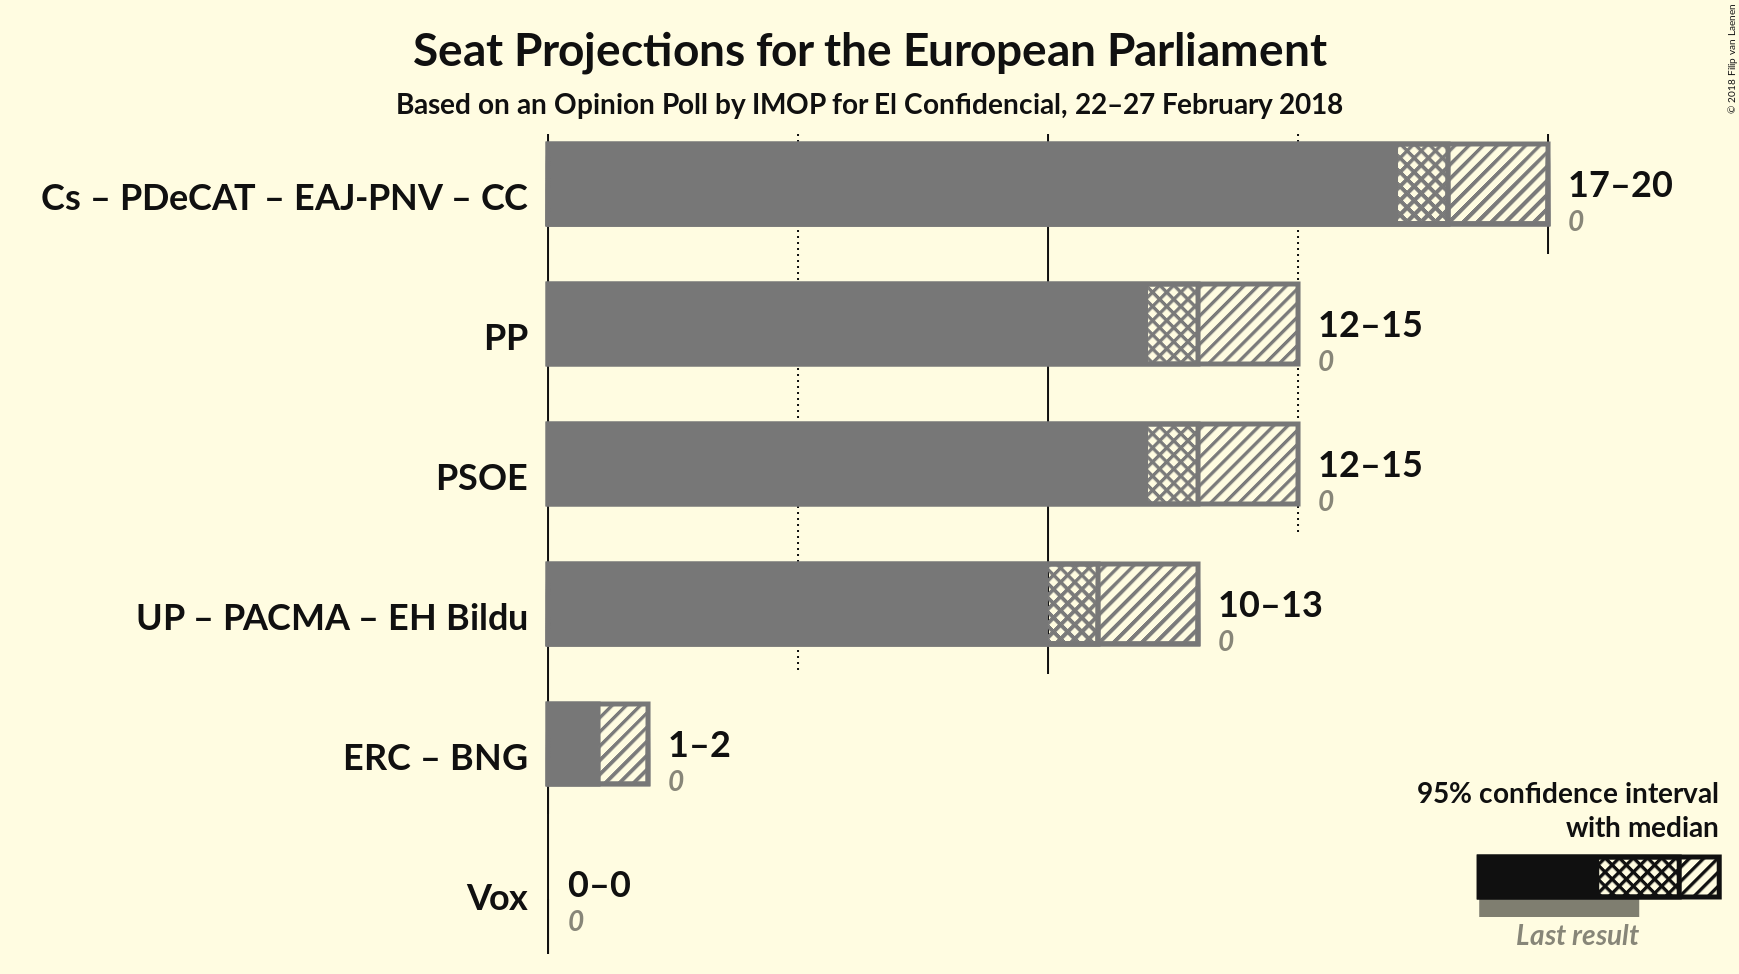 Seat Projections for the European Parliament
Based on an Opinion Poll by IMOP for El Confidencial, 22–27 February 2018
© 2018 Filip van Laenen
Cs – PDeCAT – EAJ-PNV – CC
17–20
0
PP
12–15
0
PSOE
12–15
0
UP – PACMA – EH Bildu
10–13
0
ERC – BNG
1–2
0
Vox
0–0
0
95% confidence interval
with median
Last result